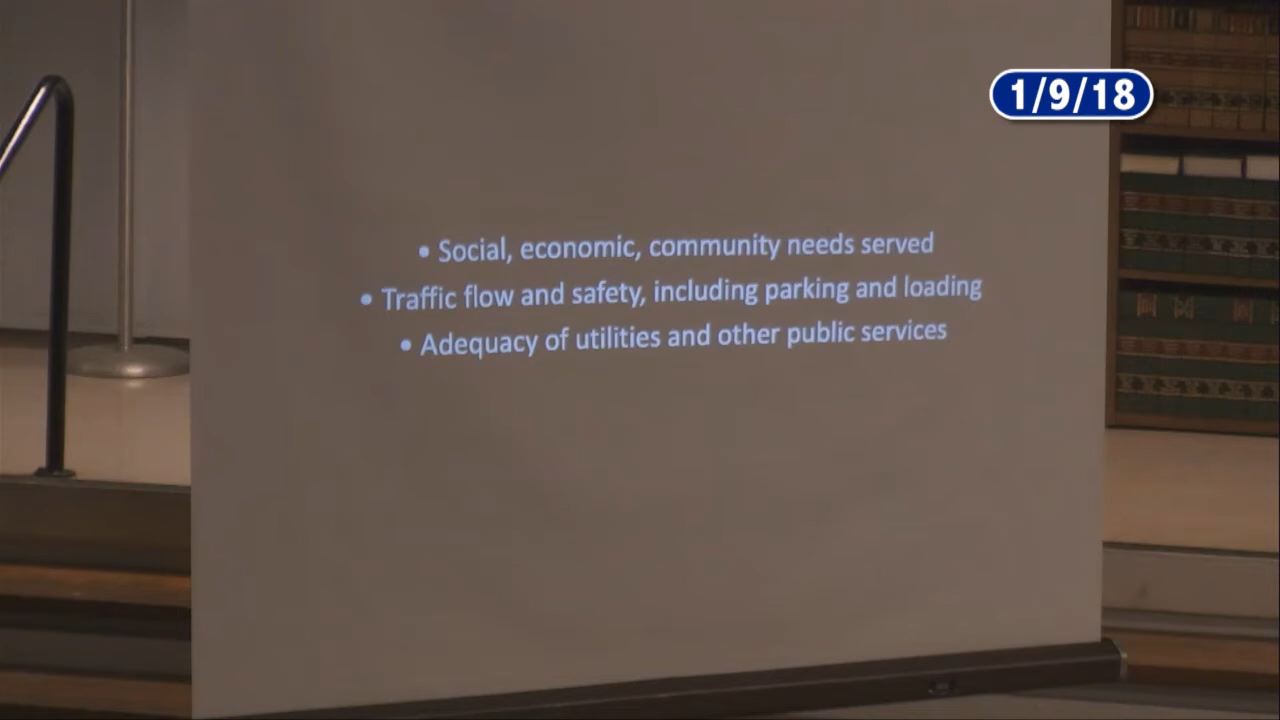 1/9/18
• Social, economic, community needs served
• Traffic flow and safety, including parking and loading
• Adequacy of utilities and other public services